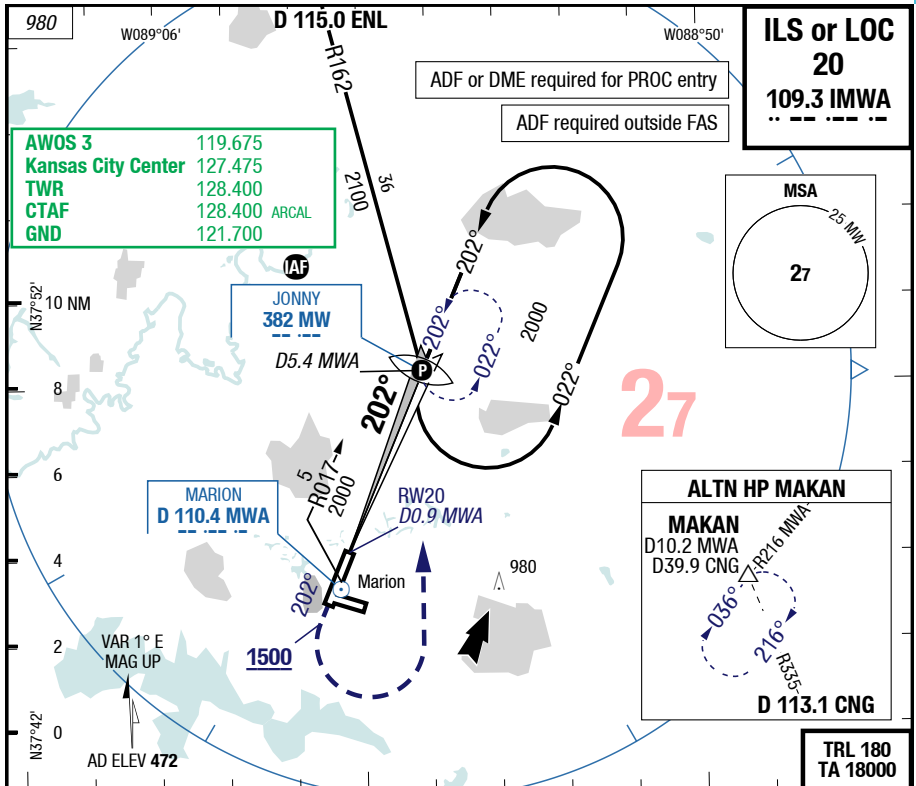 980
W089°06'
D 115.0 ENL
W088°50'
ILS or LOC
20
109.3 IMWA
ADF or DME required for PROC entry
ADF required outside FAS
R162
36
2100
AWOS 3 119.675
Kansas City Center 127.475
TWR 128.400
CTAF 128.400 ARCAL
GND 121.700
MSA
25 MW
27
IAF
JONNY
382 MW
D5.4 MWA
P
202°
202°
022°
2000
022°
202°
27
N37°52'
10 NM
8
6
4
2
0
N37°42'
5
R017
2000
MARION
D 110.4 MWA
RW20
D0.9 MWA
Marion
202°
1500
980
VAR 1° E
MAG UP
AD ELEV 472
ALTN HP MAKAN
MAKAN
D10.2 MWA
D39.9 CNG
R216 MWA
036°
216°
R335
D 113.1 CNG
TRL 180
TA 18000